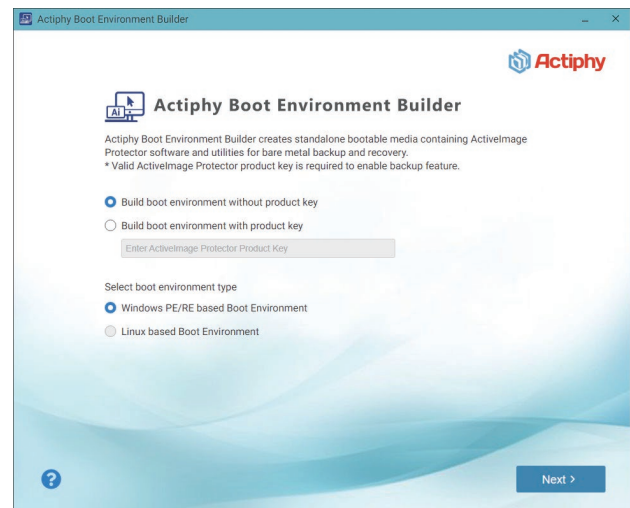 Actiphy Boot Environment Builder
Actiphy
Ai
Actiphy Boot Environment Builder
Actiphy Boot Environment Builder creates standalone bootable media containing ActiveImage
Protector software and utilities for bare metal backup and recovery.
* Valid ActiveImage Protector product key is required to enable backup feature.
Build boot environment without product key
Build boot environment with product key
Enter ActiveImage Protector Product Key
Select boot environment type
Windows PE/RE based Boot Environment
Linux based Boot Environment
?
Next >